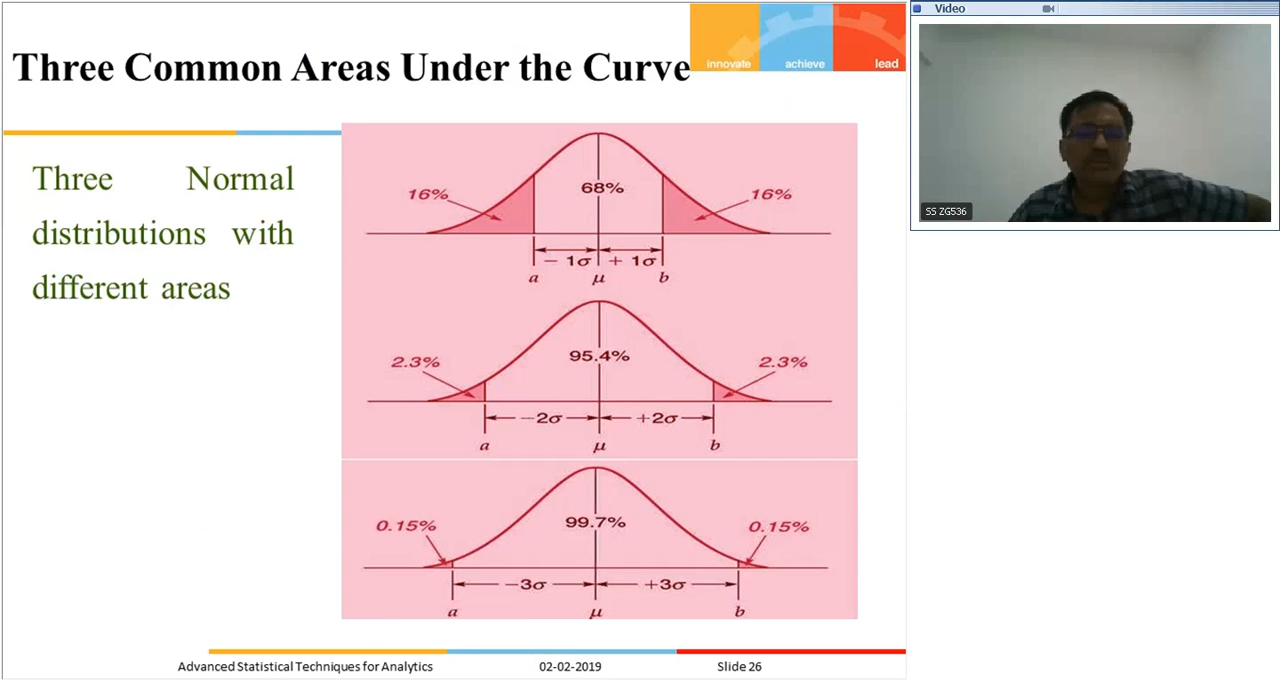 Three Common Areas Under the Curve
innovate achieve lead
Video
SS ZG536
Three Normal
distributions with
different areas
16% 68% 16%
− 1σ + 1σ
a μ b
2.3% 95.4% 2.3%
−2σ +2σ
a μ b
0.15% 99.7% 0.15%
−3σ +3σ
a μ b
Advanced Statistical Techniques for Analytics 02-02-2019 Slide 26